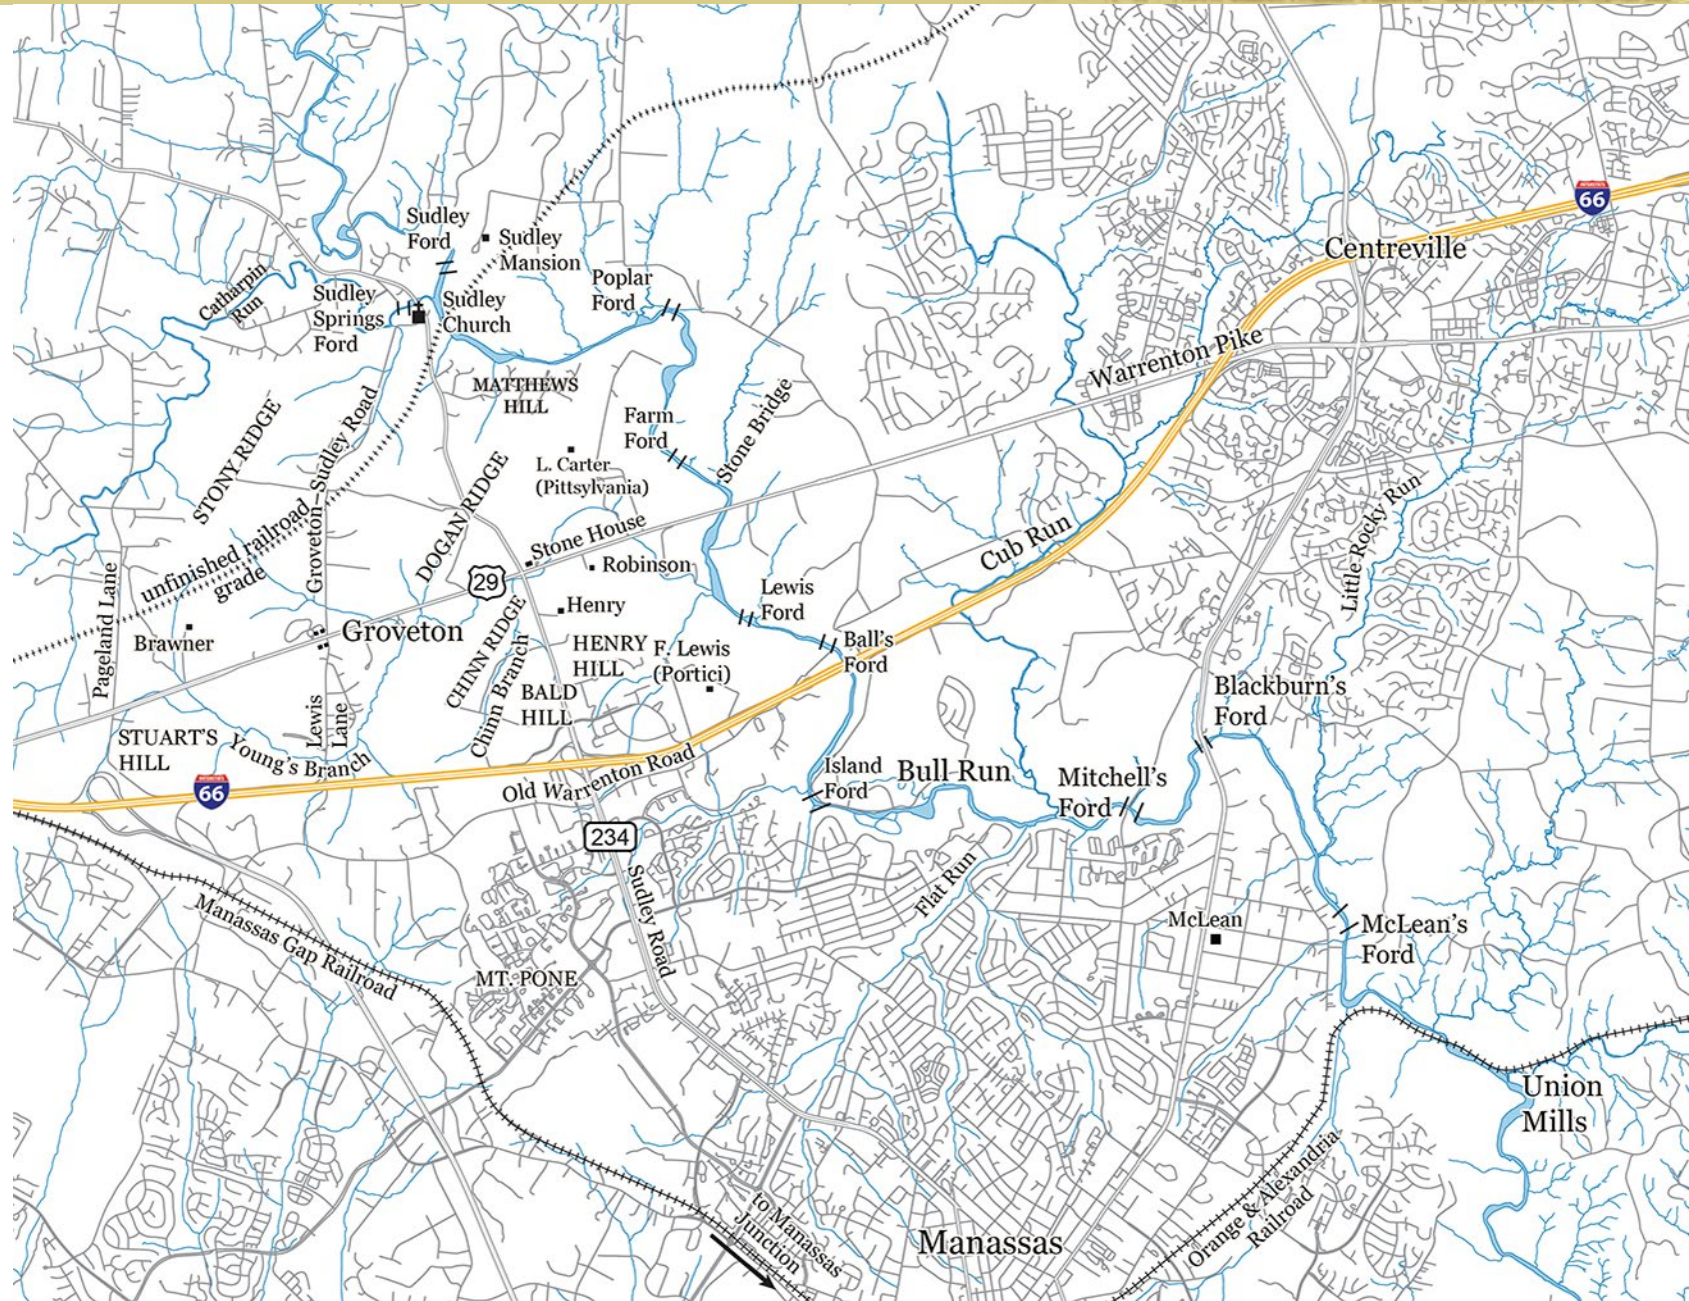 66
Centreville
Sudley
Ford
Sudley
Mansion
Poplar
Ford
Catharpin
Run
Sudley
Springs
Ford
Sudley
Church
Warrenton Pike
MATTHEWS
HILL
Farm
Ford
Stone Bridge
STONY RIDGE
Groveton–Sudley Road
L. Carter
(Pittsylvania)
DOGAN RIDGE
unfinished railroad
grade
Stone House
Robinson
29
Henry
Lewis
Ford
Cub Run
Little Rocky Run
Pageland Lane
Brawner
Groveton
CHINN RIDGE
Chinn Branch
HENRY
HILL
F. Lewis
(Portici)
Ball's
Ford
BALD
HILL
Blackburn's
Ford
Lewis
Lane
STUART'S
HILL
Young's Branch
66
Old Warrenton Road
Island
Ford
Bull Run
Mitchell's
Ford
234
Sudley Road
Flat Run
McLean
McLean's
Ford
Manassas Gap Railroad
MT. PONE
Union
Mills
Orange & Alexandria
Railroad
to Manassas
Junction
Manassas